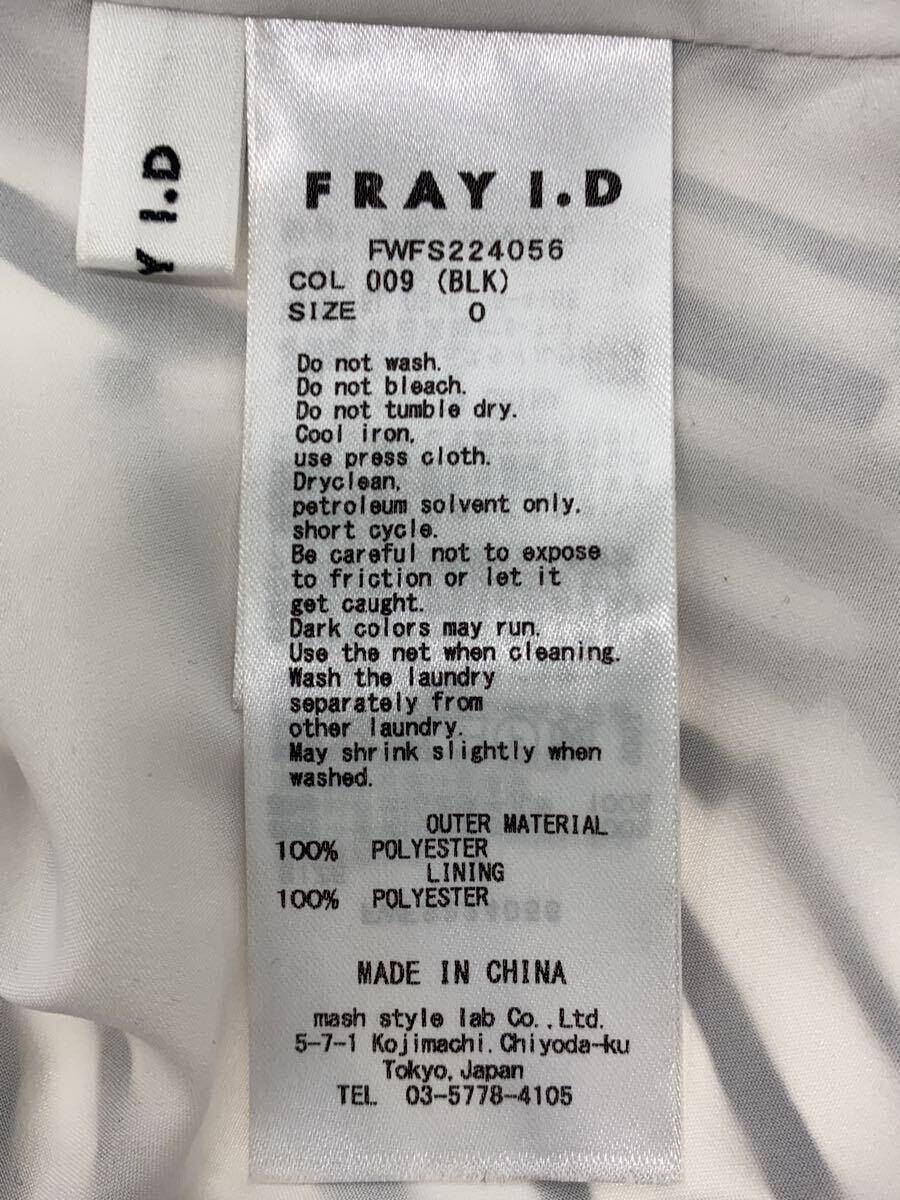 Y I.D
FRAY I.D
FWFS224056
COL 009 (BLK)
SIZE 0
Do not wash.
Do not bleach.
Do not tumble dry.
Cool iron,
use press cloth.
Dryclean,
petroleum solvent only,
short cycle.
Be careful not to expose
to friction or let it
get caught.
Dark colors may run.
Use the net when cleaning.
Wash the laundry
separately from
other laundry.
May shrink slightly when
washed.
OUTER MATERIAL
100% POLYESTER
LINING
100% POLYESTER
MADE IN CHINA
mash style lab Co.,Ltd.
5-7-1 Kojimachi, Chiyoda-ku
Tokyo, Japan
TEL 03-5778-4105